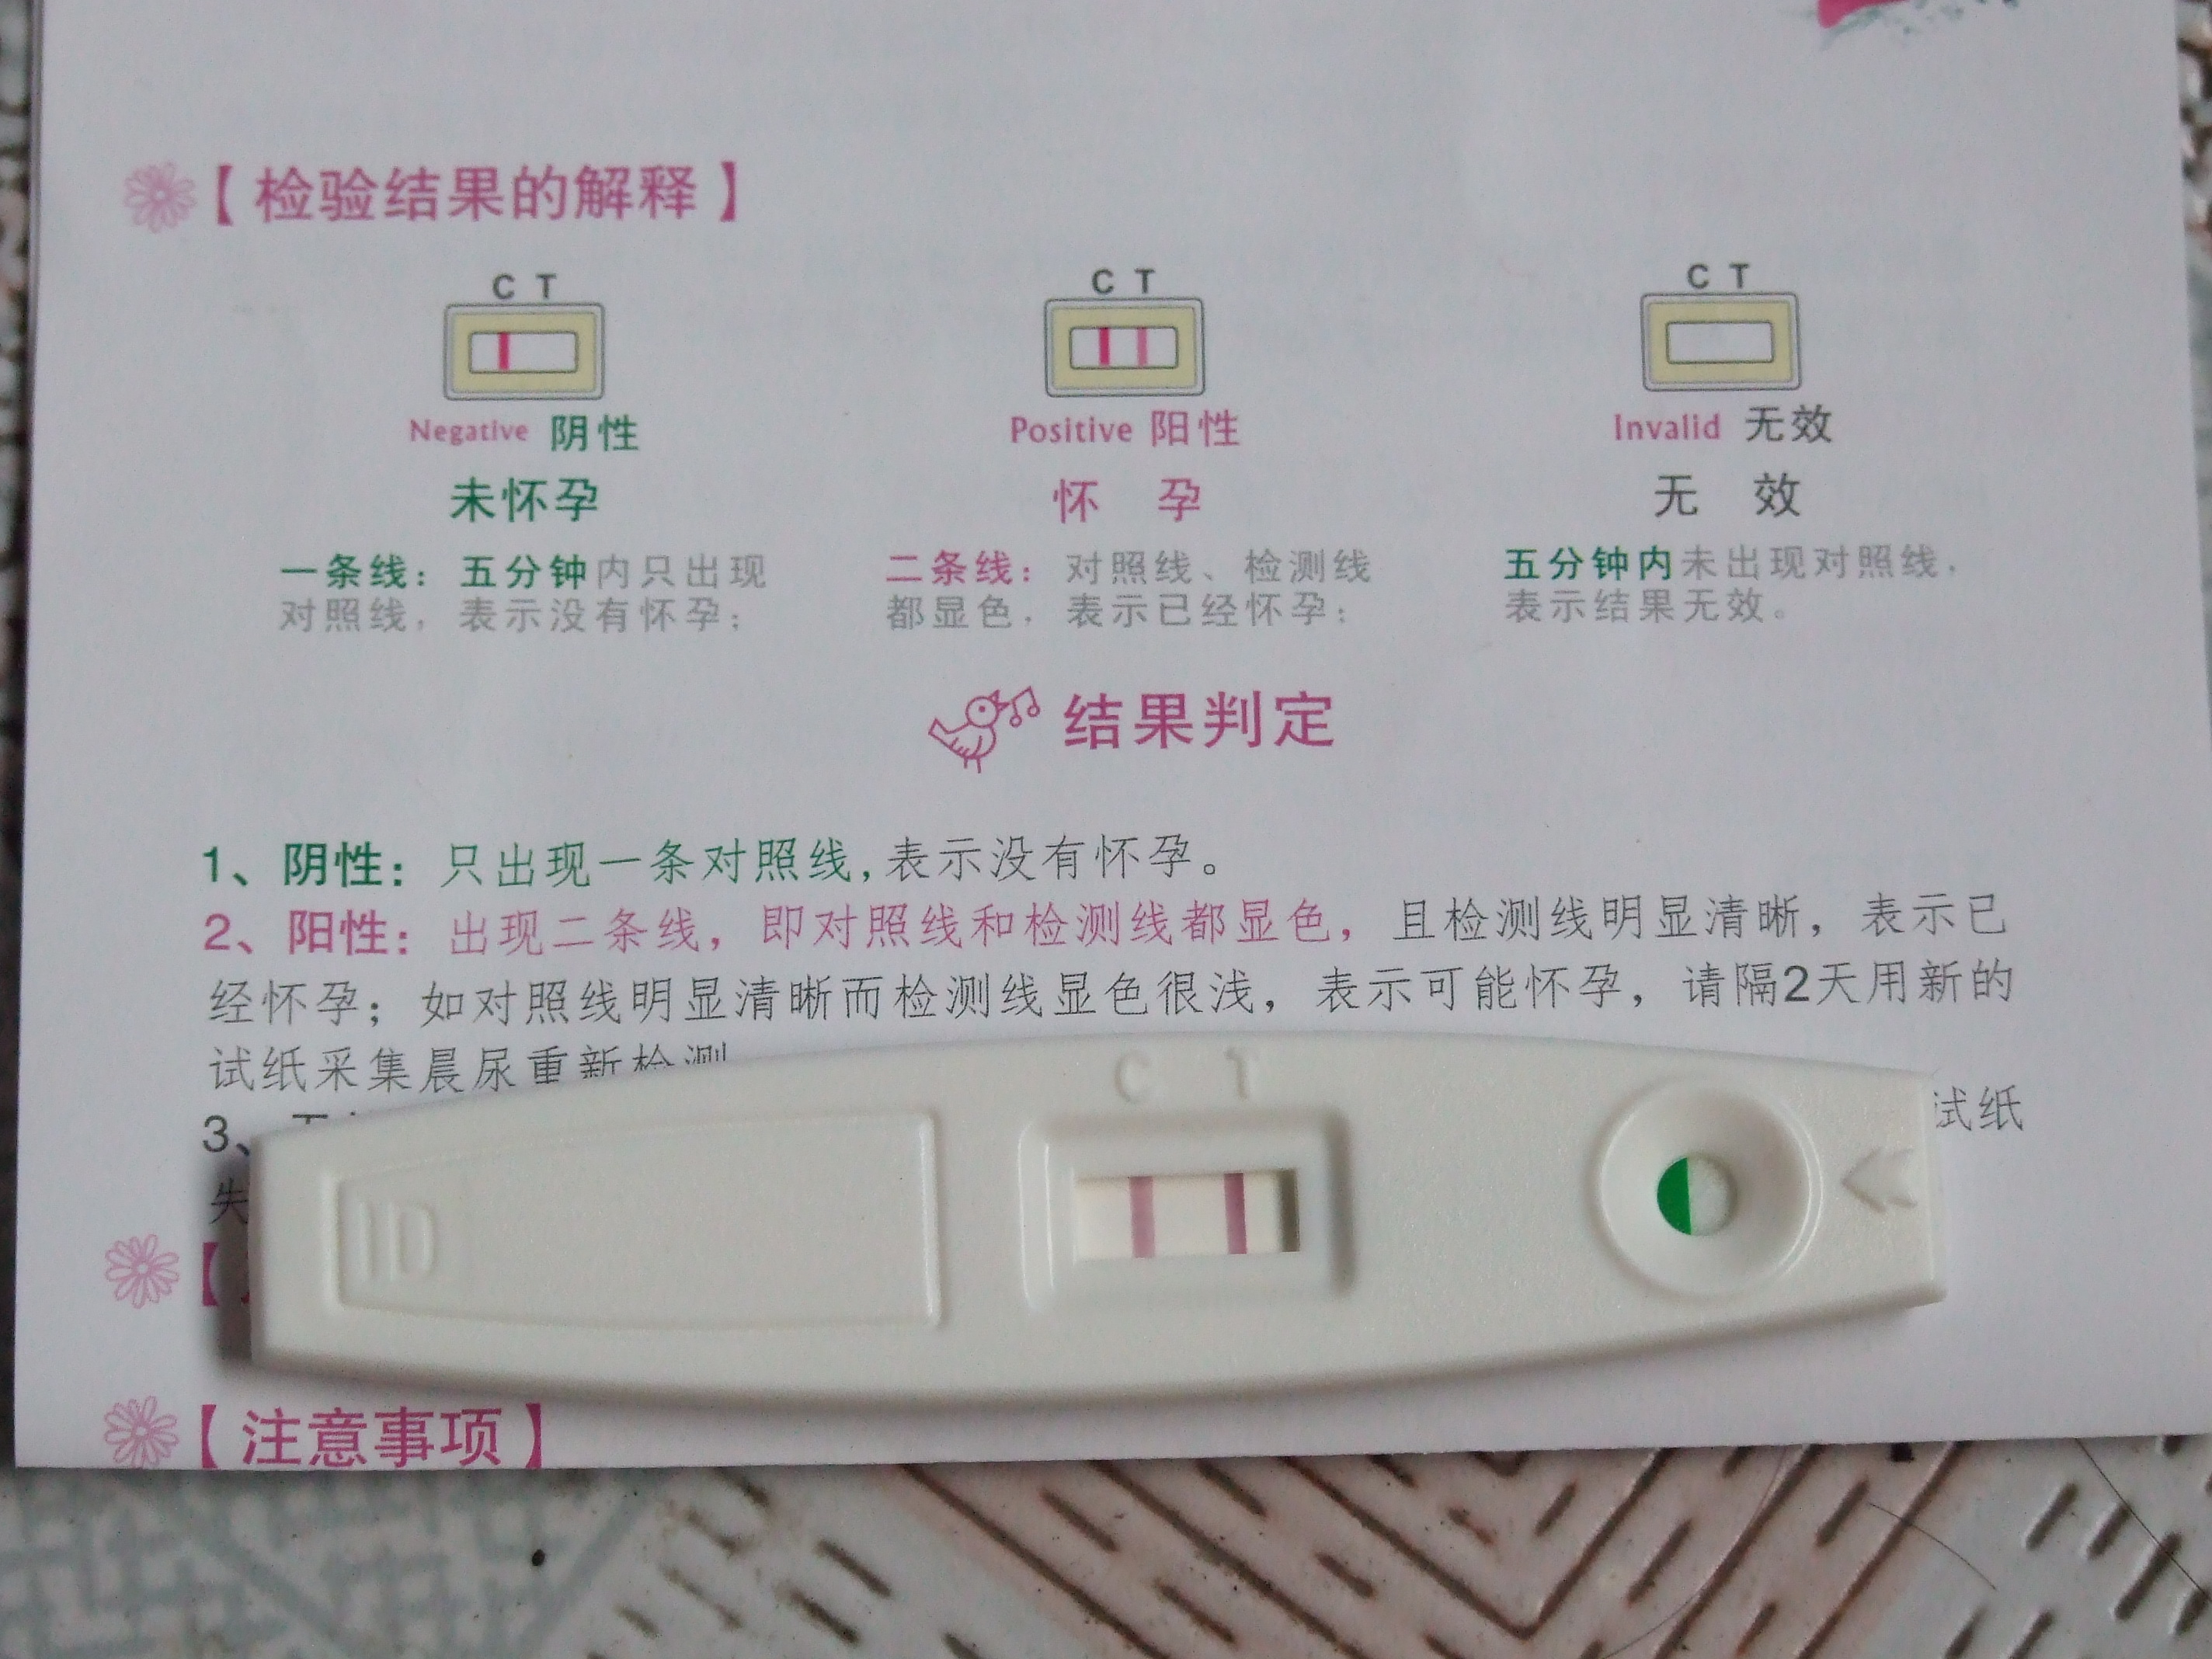 【检验结果的解释】
C T
C T
C T
Negative 阴性
Positive 阳性
Invalid 无效
未怀孕
怀 孕
无 效
一条线：五分钟内只出现
对照线，表示没有怀孕；
二条线：对照线、检测线
都显色，表示已经怀孕；
五分钟内未出现对照线，
表示结果无效。
结果判定
1、阴性：只出现一条对照线,表示没有怀孕。
2、阳性：出现二条线，即对照线和检测线都显色，且检测线明显清晰，表示已
经怀孕；如对照线明显清晰而检测线显色很浅，表示可能怀孕，请隔2天用新的
试纸采集晨尿重新检测
3、
试纸
失
C T
ID
【
【注意事项】